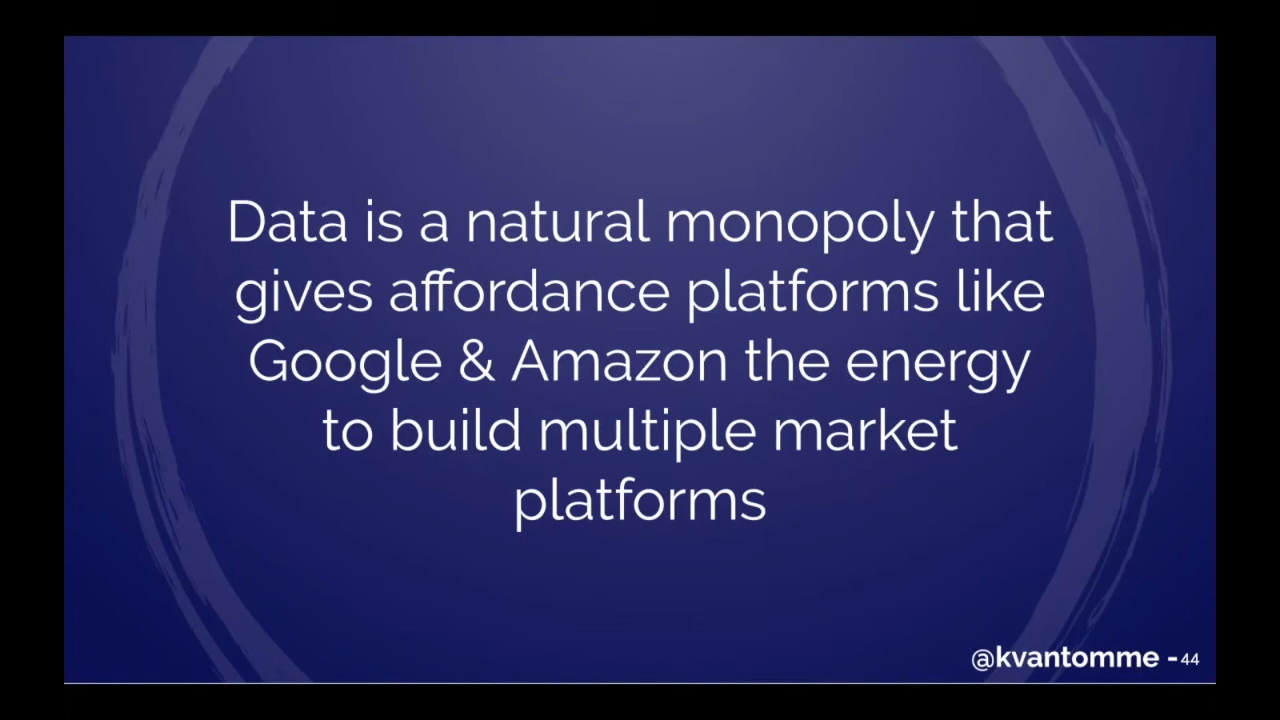 Data is a natural monopoly that
gives affordance platforms like
Google & Amazon the energy
to build multiple market
platforms
@kvantomme - 44